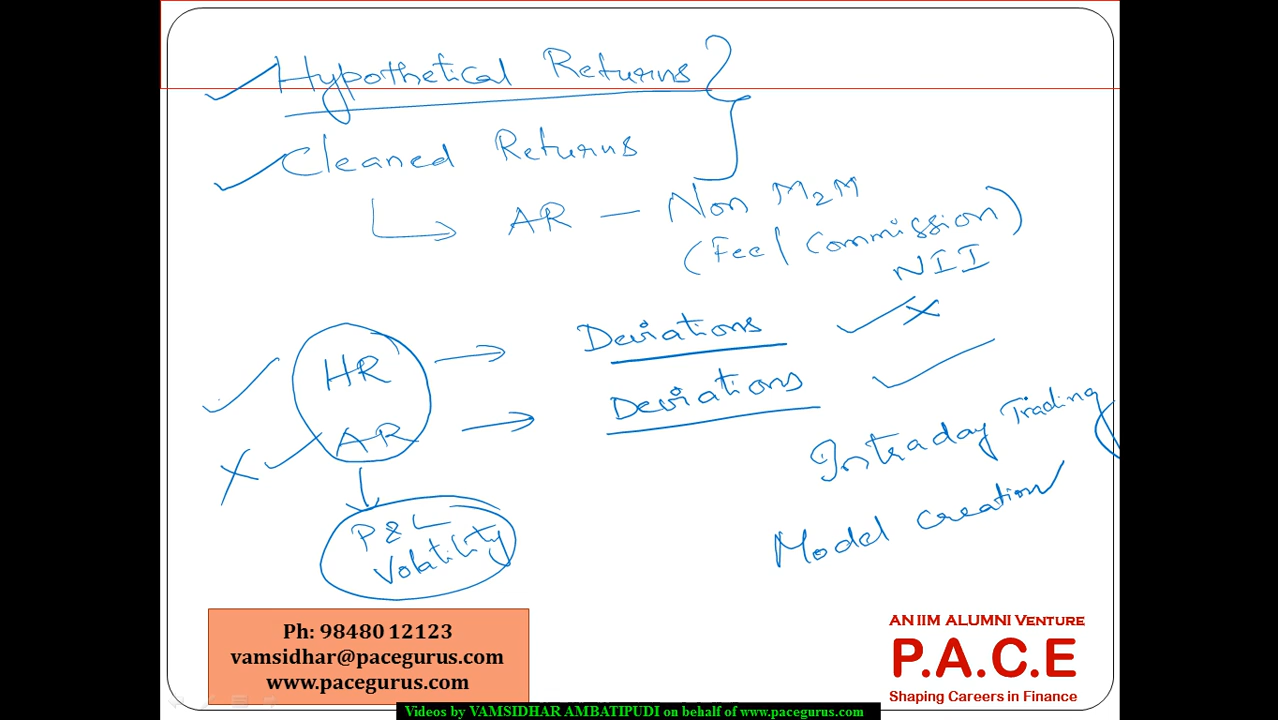 Hypothetical Returns
Cleaned Returns
AR — Non M2M
(Fee/ Commission)
NII
HR → Deviations
AR → Deviations
Intraday Trading
Model Creation
P&L
Volatility
Ph: 98480 12123
vamsidhar@pacegurus.com
www.pacegurus.com
AN IIM ALUMNI VENTURE
P.A.C.E
Shaping Careers in Finance
Videos by VAMSIDHAR AMBATIPUDI on behalf of www.pacegurus.com